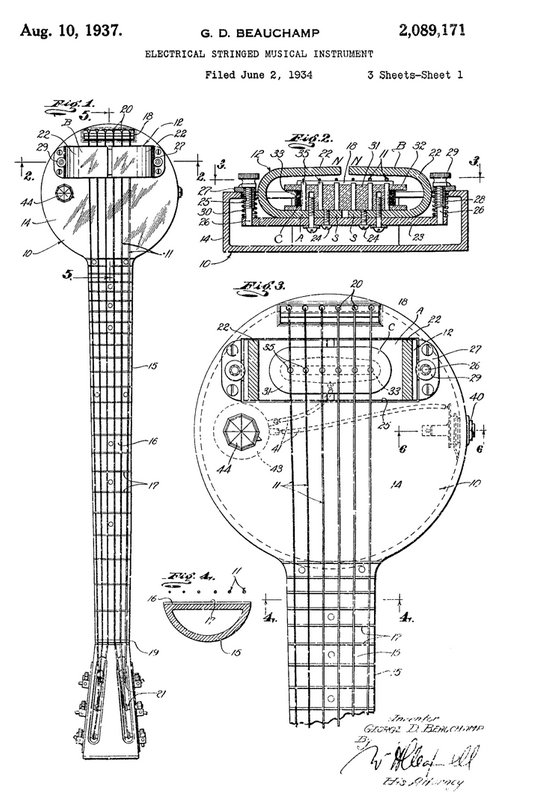 Aug. 10, 1937. G. D. BEAUCHAMP 2,089,171
ELECTRICAL STRINGED MUSICAL INSTRUMENT
Filed June 2, 1934 3 Sheets-Sheet 1
Fig. 1.
5. 20 18 12
22 B 22
29 27
2. 2.
44
14
10 11
5.
15
16
17
19
21
Fig. 2.
33 35 22 N 18 N 31 11 B 32 22 29
12
3. 3.
27 28
25
30 26
26
14
10 C A 24 S S 24 23
Fig. 3.
20 18
22 C A 22
12
27
35 26
29
31 33
40
25
41
44 43 6 6
11 14 10
Fig. 4. 11
16
17 15
4. 4.
17
16
15
Inventor
GEORGE D. BEAUCHAMP
By
His Attorney